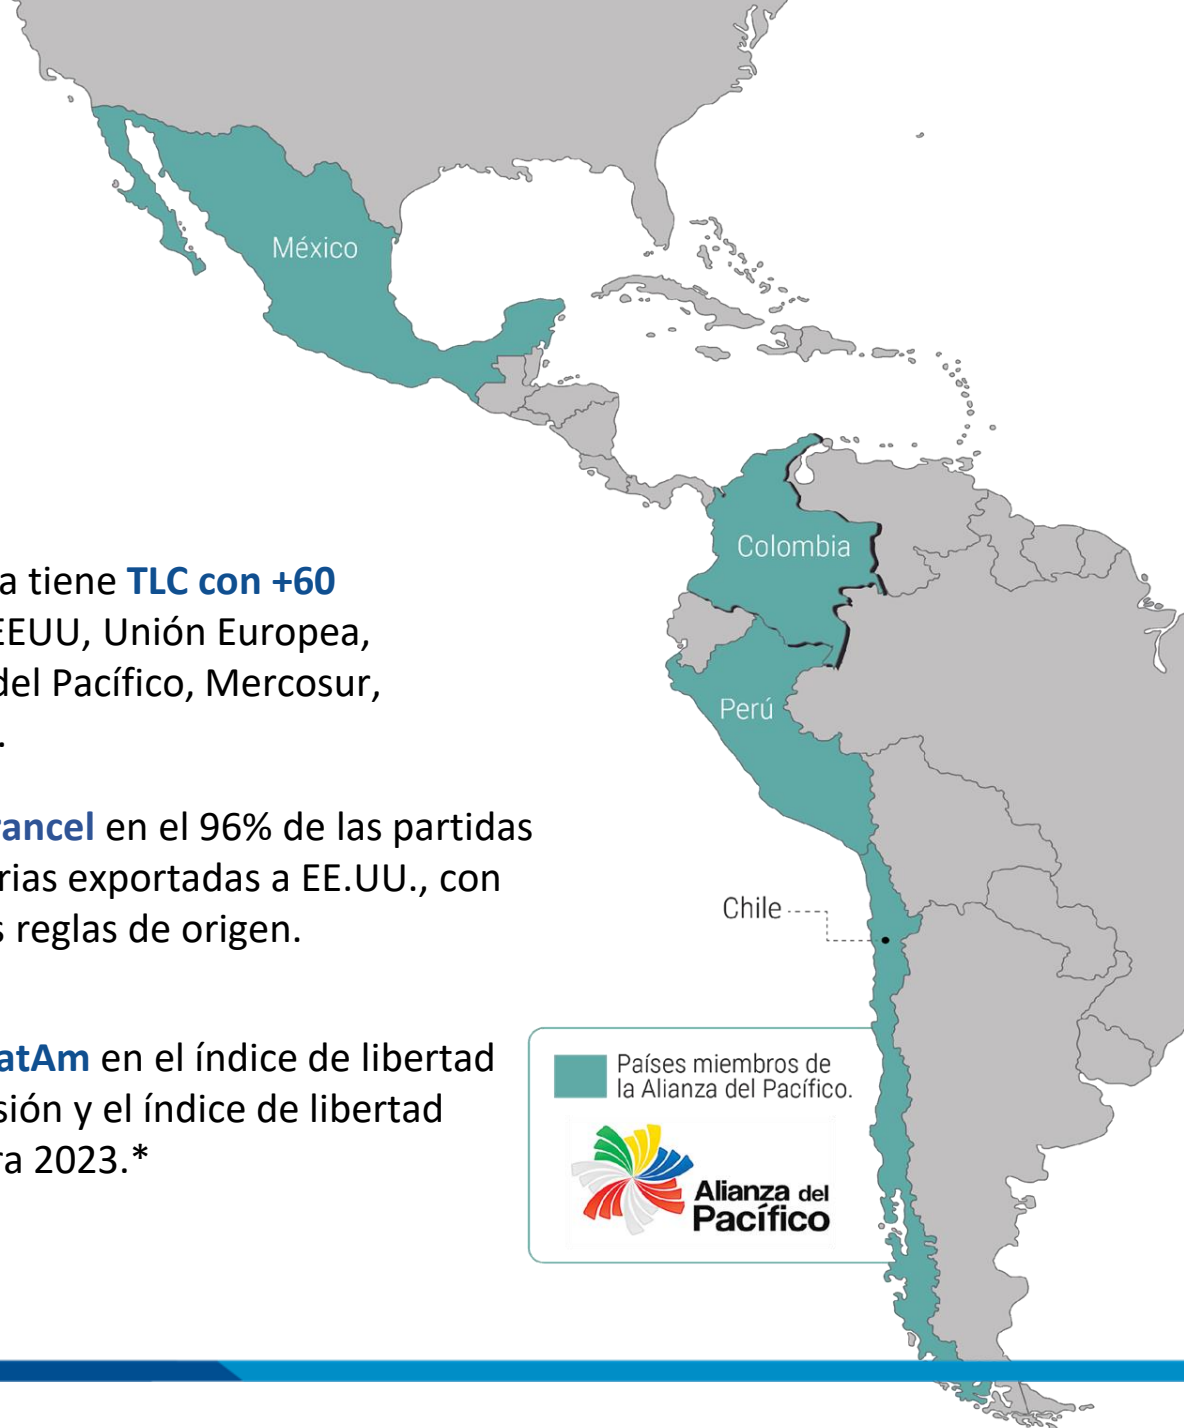 México
Colombia
a tiene TLC con +60
EEUU, Unión Europea,
del Pacífico, Mercosur,
.
Perú
rancel en el 96% de las partidas
rias exportadas a EE.UU., con
s reglas de origen.
Chile
atAm en el índice de libertad
sión y el índice de libertad
ra 2023.*
Países miembros de
la Alianza del Pacífico.
Alianza del
Pacífico